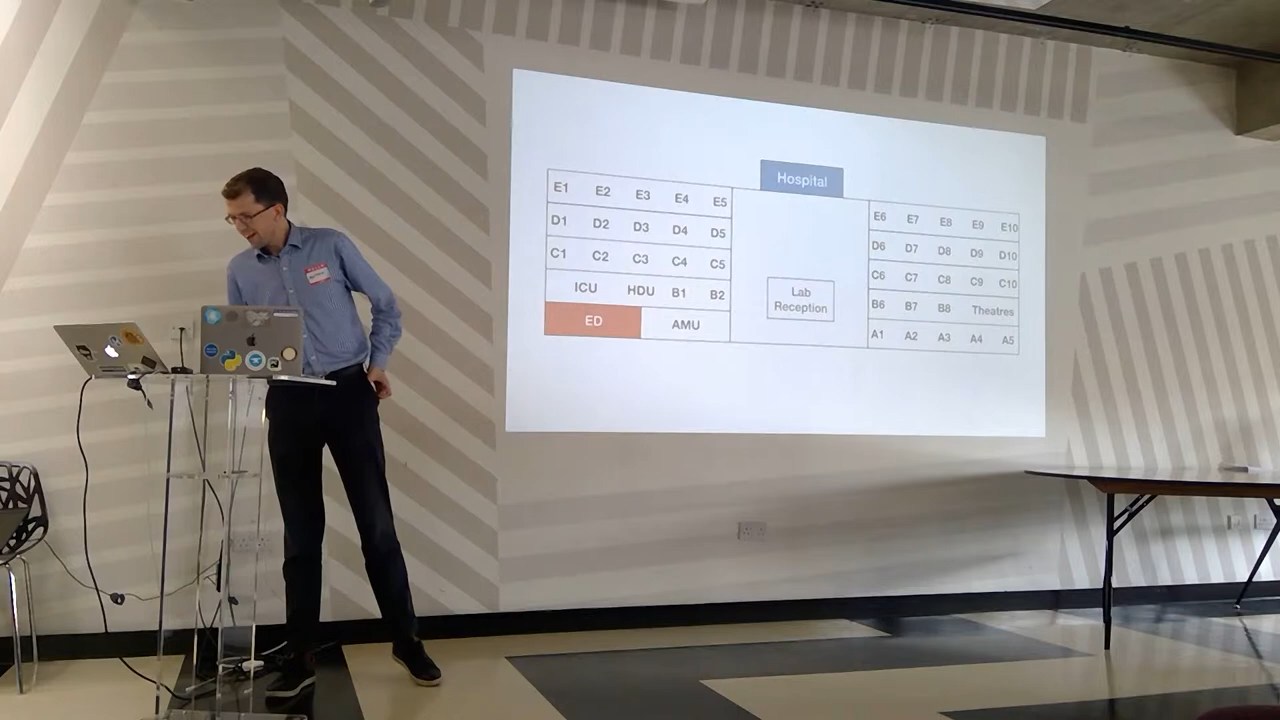 Hospital
E1 E2 E3 E4 E5
D1 D2 D3 D4 D5
C1 C2 C3 C4 C5
ICU HDU B1 B2
ED AMU
Lab
Reception
E6 E7 E8 E9 E10
D6 D7 D8 D9 D10
C6 C7 C8 C9 C10
B6 B7 B8 Theatres
A1 A2 A3 A4 A5